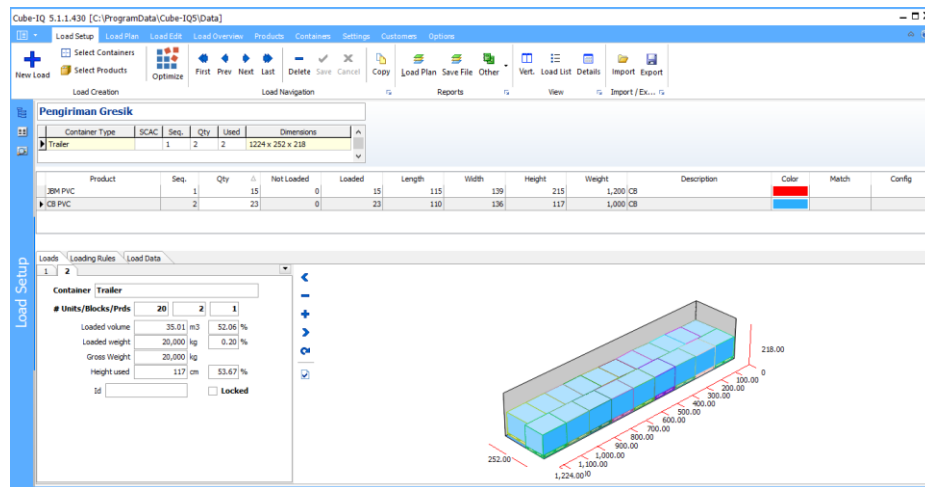 Cube-IQ 5.1.1.430 [C:\ProgramData\Cube-IQ5\Data]
Load Setup Load Plan Load Edit Load Overview Products Containers Settings Customes Options
New Load
Select Containers
Select Products
Optimize
First Prev Next Last
Delete Save Cancel
Copy
Load Plan Save File Other
Vert. Load List Details
Import Export
Load Creation Load Navigation Reports View Import / Ex...
Load Setup
Pengiriman Gresik
Container Type SCAC Seq. Qty Used Dimensions
Trailer 1 2 2 1224 x 252 x 218
Product Seq. Qty Not Loaded Loaded Length Width Height Weight Description Color Match Config
JBM PVC 1 15 0 15 115 139 215 1,200 CB
CB PVC 2 23 0 23 110 136 117 1,000 CB
Loads Loading Rules Load Data
1 2
Container Trailer
# Units/Blocks/Prds 20 2 1
Loaded volume 35.01 m3 52.06 %
Loaded weight 20,000 kg 0.20 %
Gross Weight 20,000 kg
Height used 117 cm 53.67 %
Id Locked
218.00
0
100.00
200.00
300.00
400.00
500.00
600.00
700.00
800.00
900.00
1,000.00
1,100.00
1,224.00
252.00